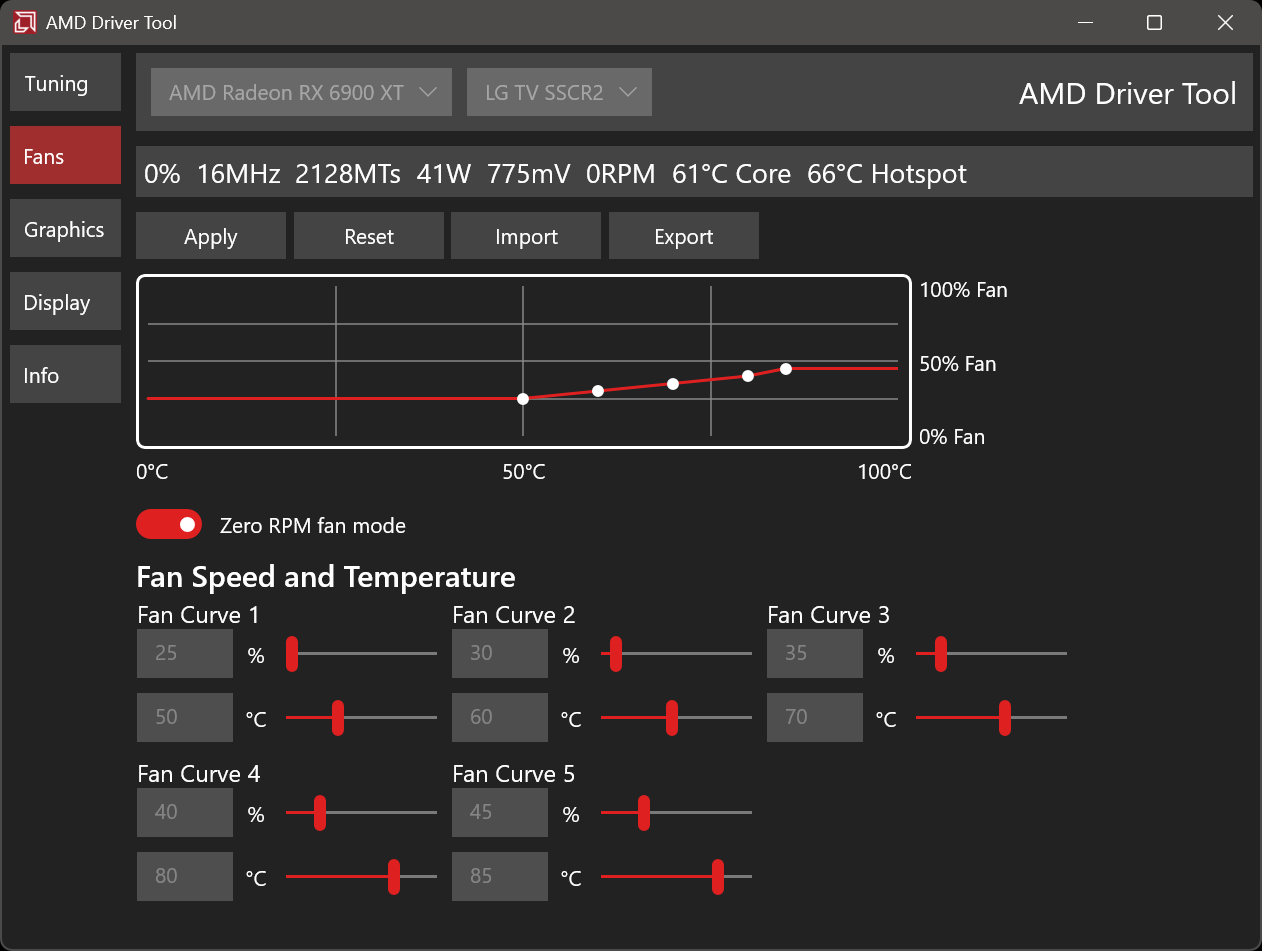 AMD Driver Tool
Tuning
AMD Radeon RX 6900 XT
LG TV SSCR2
AMD Driver Tool
Fans
0% 16MHz 2128MTs 41W 775mV 0RPM 61°C Core 66°C Hotspot
Graphics
Apply
Reset
Import
Export
Display
Info
100% Fan
50% Fan
0% Fan
0°C
50°C
100°C
Zero RPM fan mode
Fan Speed and Temperature
Fan Curve 1
Fan Curve 2
Fan Curve 3
25 %
30 %
35 %
50 °C
60 °C
70 °C
Fan Curve 4
Fan Curve 5
40 %
45 %
80 °C
85 °C